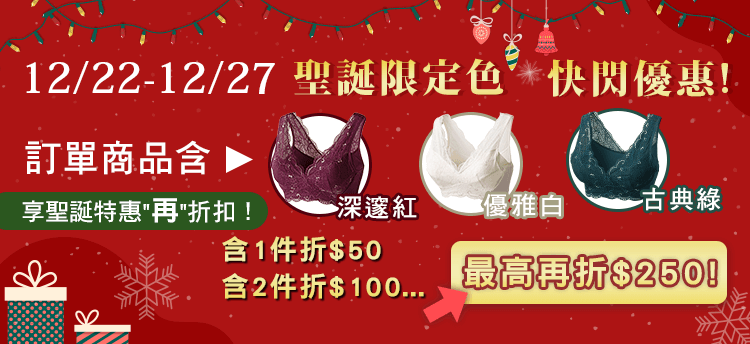 12/22-12/27 聖誕限定色 快閃優惠!
訂單商品含▶
享聖誕特惠"再"折扣！
深邃紅
優雅白
古典綠
含1件折$50
含2件折$100...
最高再折$250!